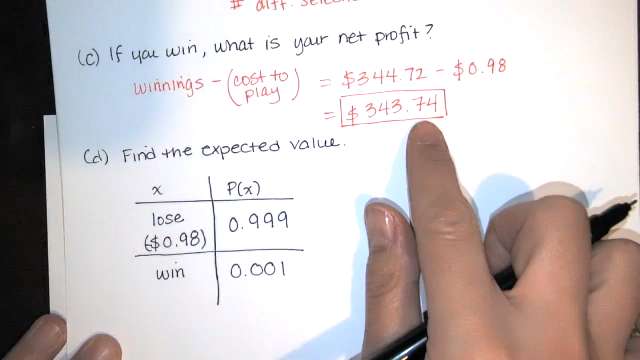 # diff.
(c) If you win, what is your net profit?
winnings - (cost to play) = $344.72 - $0.98
= $343.74
(d) Find the expected value.
x P(x)
lose ($0.98) 0.999
win 0.001